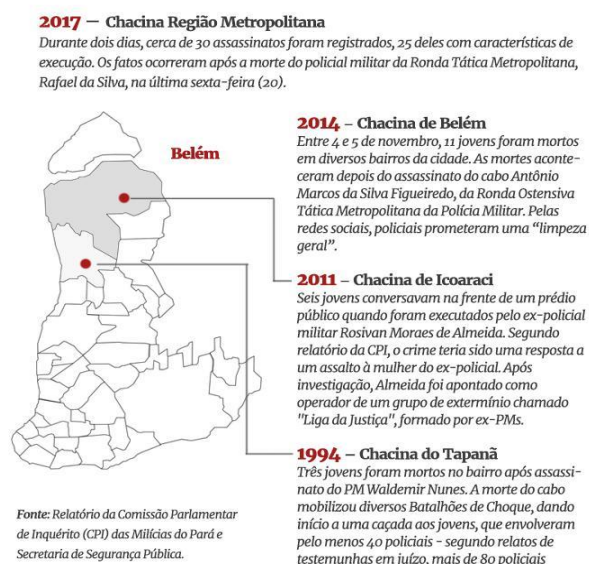 2017 — Chacina Região Metropolitana
Durante dois dias, cerca de 30 assassinatos foram registrados, 25 deles com características de
execução. Os fatos ocorreram após a morte do policial militar da Ronda Tática Metropolitana,
Rafael da Silva, na última sexta-feira (20).
Belém
2014 – Chacina de Belém
Entre 4 e 5 de novembro, 11 jovens foram mortos
em diversos bairros da cidade. As mortes aconte-
ceram depois do assassinato do cabo Antônio
Marcos da Silva Figueiredo, da Ronda Ostensiva
Tática Metropolitana da Polícia Militar. Pelas
redes sociais, policiais prometeram uma “limpeza
geral”.
2011 – Chacina de Icoaraci
Seis jovens conversavam na frente de um prédio
público quando foram executados pelo ex-policial
militar Rosivan Moraes de Almeida. Segundo
relatório da CPI, o crime teria sido uma resposta a
um assalto à mulher do ex-policial. Após
investigação, Almeida foi apontado como
operador de um grupo de extermínio chamado
"Liga da Justiça", formado por ex-PMs.
1994 – Chacina do Tapanã
Três jovens foram mortos no bairro após assassi-
nato do PM Waldemir Nunes. A morte do cabo
mobilizou diversos Batalhões de Choque, dando
início a uma caçada aos jovens, que envolveram
pelo menos 40 policiais - segundo relatos de
testemunhas em juízo, mais de 80 policiais
Fonte: Relatório da Comissão Parlamentar
de Inquérito (CPI) das Milícias do Pará e
Secretaria de Segurança Pública.